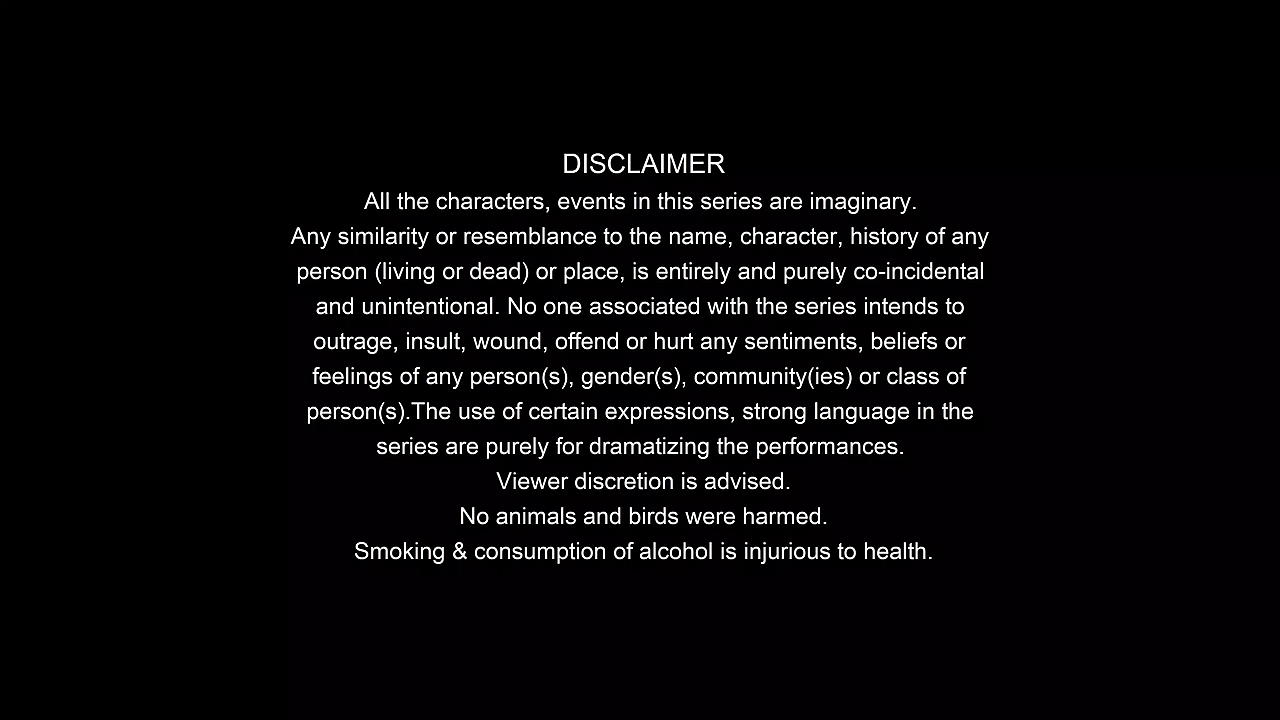 DISCLAIMER
All the characters, events in this series are imaginary.
Any similarity or resemblance to the name, character, history of any
person (living or dead) or place, is entirely and purely co-incidental
and unintentional. No one associated with the series intends to
outrage, insult, wound, offend or hurt any sentiments, beliefs or
feelings of any person(s), gender(s), community(ies) or class of
person(s).The use of certain expressions, strong language in the
series are purely for dramatizing the performances.
Viewer discretion is advised.
No animals and birds were harmed.
Smoking & consumption of alcohol is injurious to health.